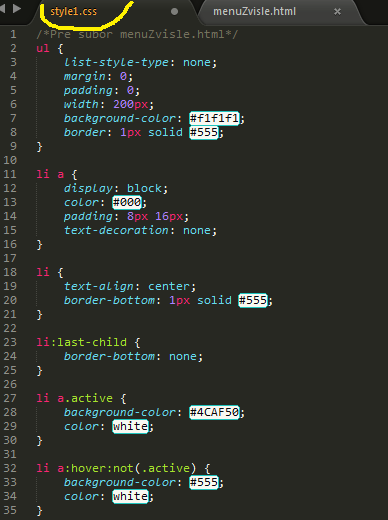 style1.css menuZvisle.html ×
1 /*Pre subor menuZvisle.html*/
2 ul {
3 list-style-type: none;
4 margin: 0;
5 padding: 0;
6 width: 200px;
7 background-color: #f1f1f1;
8 border: 1px solid #555;
9 }
10
11 li a {
12 display: block;
13 color: #000;
14 padding: 8px 16px;
15 text-decoration: none;
16 }
17
18 li {
19 text-align: center;
20 border-bottom: 1px solid #555;
21 }
22
23 li:last-child {
24 border-bottom: none;
25 }
26
27 li a.active {
28 background-color: #4CAF50;
29 color: white;
30 }
31
32 li a:hover:not(.active) {
33 background-color: #555;
34 color: white;
35 }